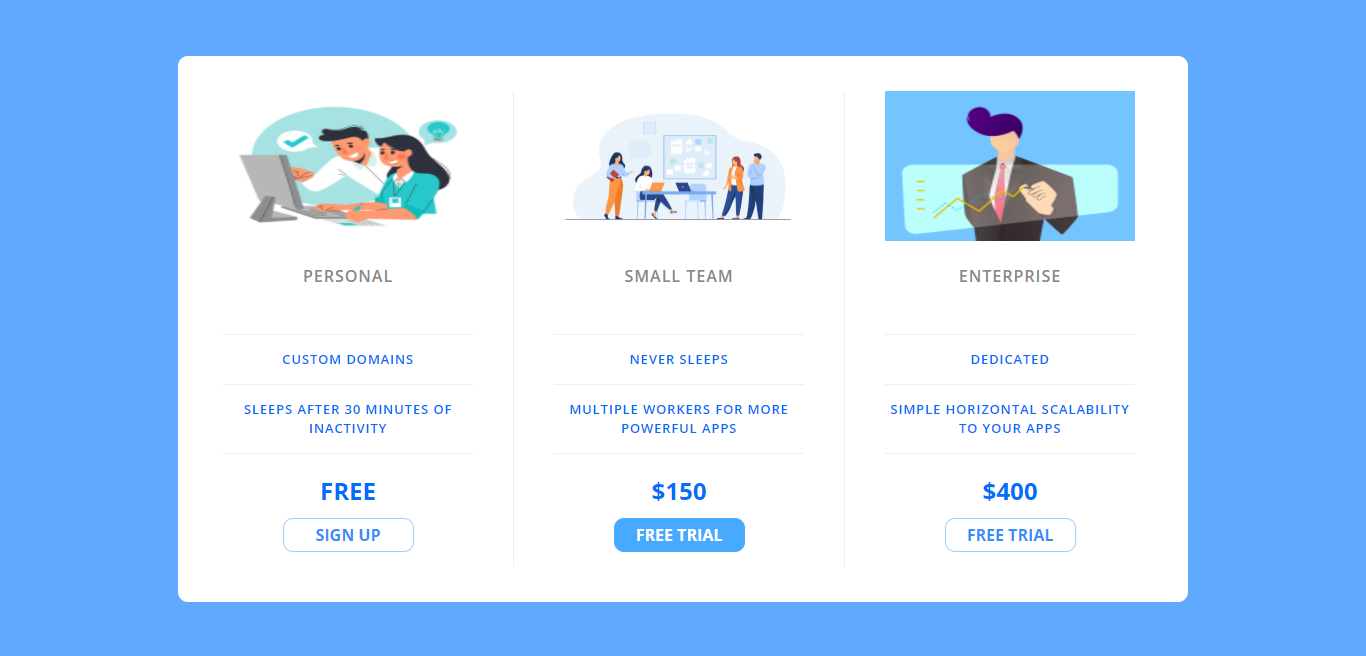 PERSONAL
CUSTOM DOMAINS
SLEEPS AFTER 30 MINUTES OF
INACTIVITY
FREE
SIGN UP
SMALL TEAM
NEVER SLEEPS
MULTIPLE WORKERS FOR MORE
POWERFUL APPS
$150
FREE TRIAL
ENTERPRISE
DEDICATED
SIMPLE HORIZONTAL SCALABILITY
TO YOUR APPS
$400
FREE TRIAL